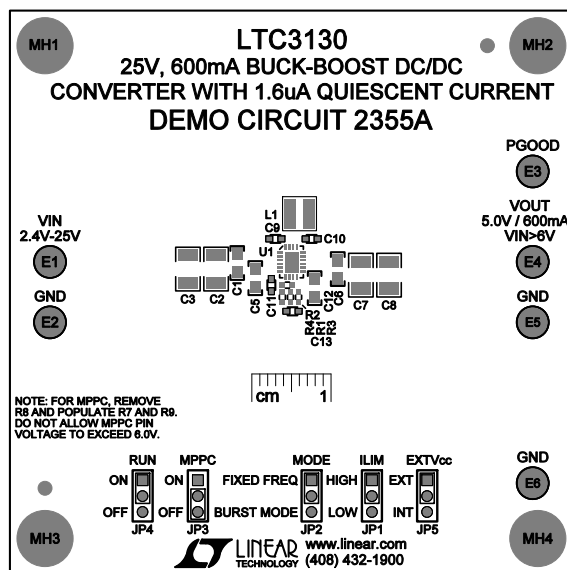 MH1
LTC3130
MH2
25V, 600mA BUCK-BOOST DC/DC
CONVERTER WITH 1.6uA QUIESCENT CURRENT
DEMO CIRCUIT 2355A
PGOOD
E3
VIN
2.4V-25V
E1
GND
E2
VOUT
5.0V / 600mA
VIN>6V
E4
GND
E5
L1
C9
C10
U1
C3
C2
C1
C5
C11
R2
R4
R1
R3
C13
C12
C6
C7
C8
cm 1
NOTE: FOR MPPC, REMOVE
R8 AND POPULATE R7 AND R9.
DO NOT ALLOW MPPC PIN
VOLTAGE TO EXCEED 6.0V.
GND
E6
RUN
ON
OFF
JP4
MPPC
ON
OFF
JP3
MODE
FIXED FREQ
BURST MODE
JP2
ILIM
HIGH
LOW
JP1
EXTVcc
EXT
INT
JP5
MH3
LINEAR
TECHNOLOGY
www.linear.com
(408) 432-1900
MH4